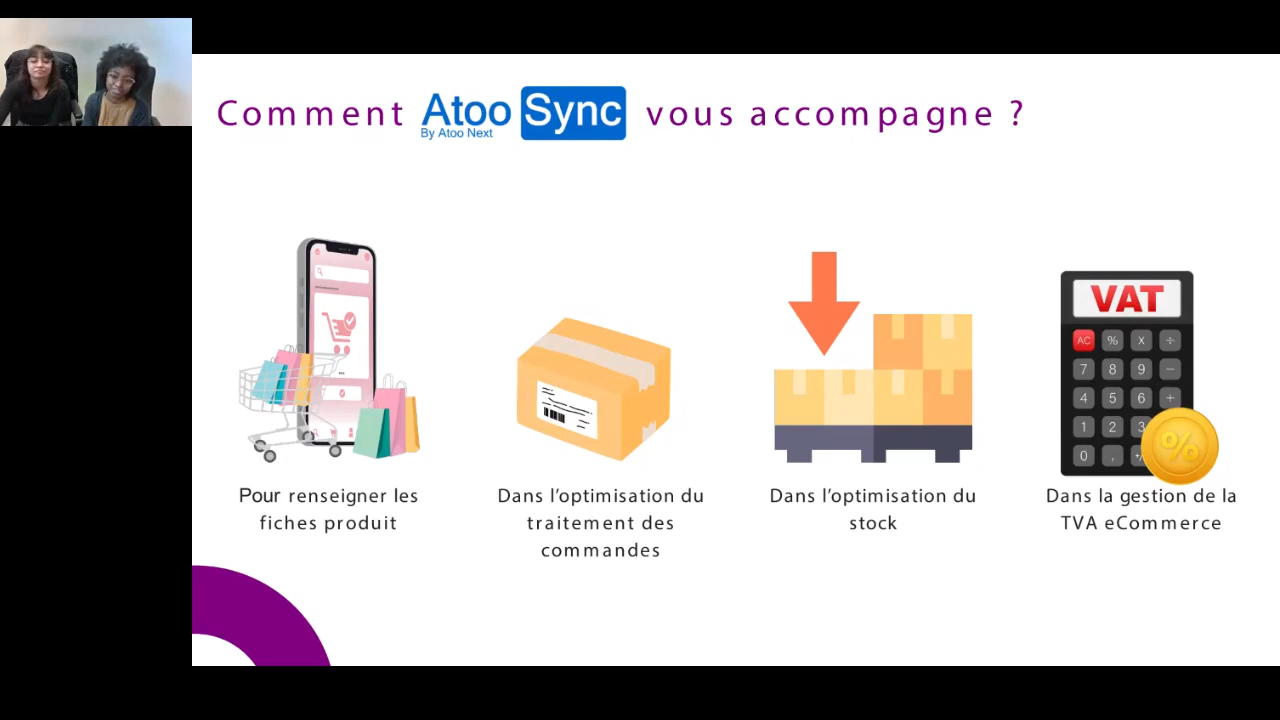 Comment Atoo Sync vous accompagne ?
By Atoo Next
VAT
AC % X ÷
7 8 9 −
4 5 6 +
1 2 3
0 ,
%
Pour renseigner les
fiches produit
Dans l’optimisation du
traitement des
commandes
Dans l’optimisation du
stock
Dans la gestion de la
TVA eCommerce